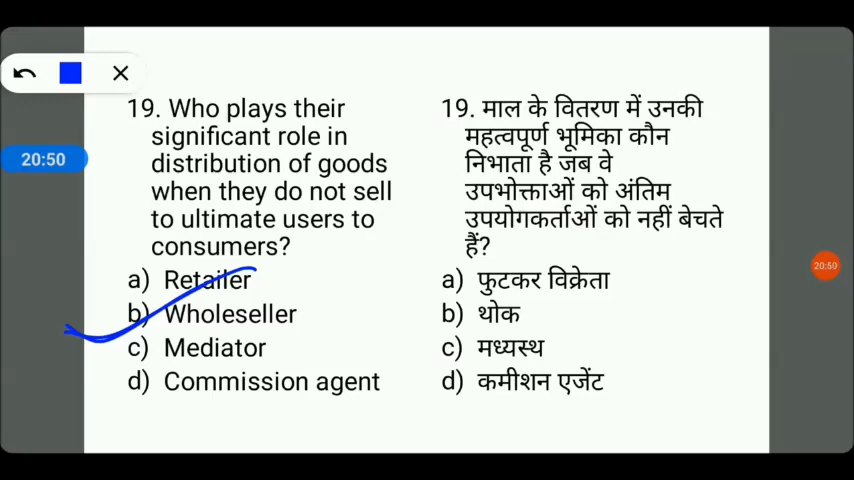 19. Who plays their
significant role in
distribution of goods
when they do not sell
to ultimate users to
consumers?
a) Retailer
b) Wholeseller
c) Mediator
d) Commission agent
19. माल के वितरण में उनकी
महत्वपूर्ण भूमिका कौन
निभाता है जब वे
उपभोक्ताओं को अंतिम
उपयोगकर्ताओं को नहीं बेचते
हैं?
a) फुटकर विक्रेता
b) थोक
c) मध्यस्थ
d) कमीशन एजेंट
20:50
20:50